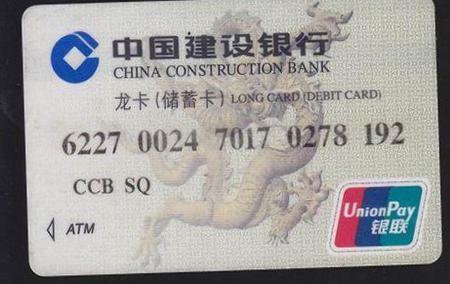 中国建设银行
CHINA CONSTRUCTION BANK
龙卡(储蓄卡) LONG CARD (DEBIT CARD)
6227 0024 7017 0278 192
CCB SQ
ATM
UnionPay
银联